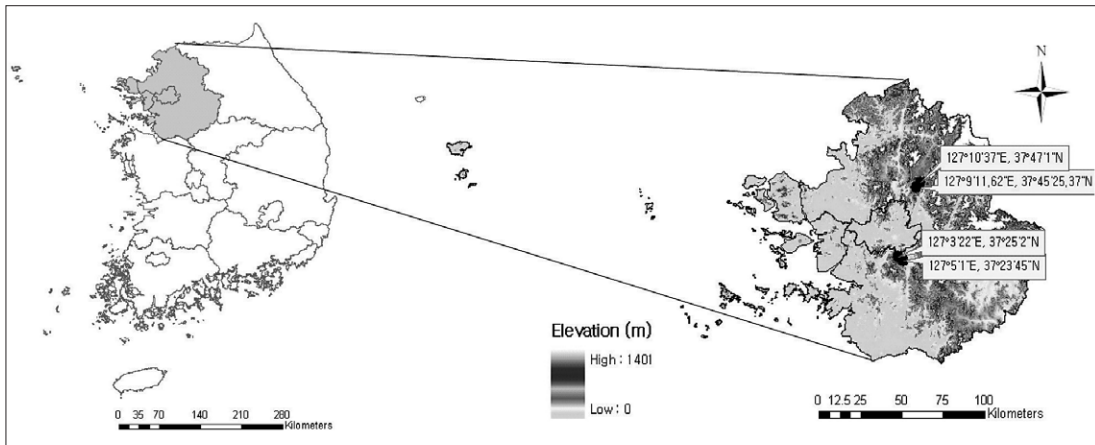 N
127°10'37"E, 37°47'1"N
127°9'11,62"E, 37°45'25,37"N
127°3'22"E, 37°25'2"N
127°5'1"E, 37°23'45"N
Elevation (m)
High : 1401
Low : 0
0 35 70 140 210 280
Kilometers
0 12.5 25 50 75 100
Kilometers